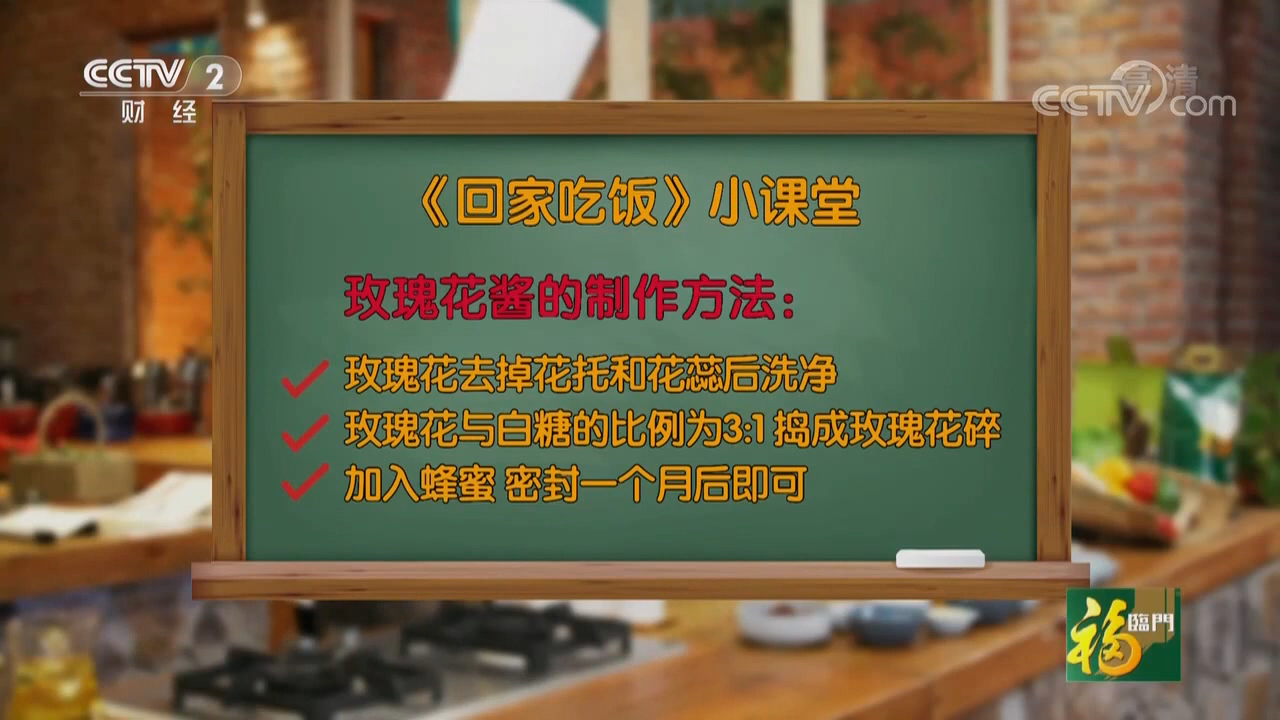 CCTV 2
财经
高清
CCTV.com
《回家吃饭》小课堂
玫瑰花酱的制作方法:
玫瑰花去掉花托和花蕊后洗净
玫瑰花与白糖的比例为3:1捣成玫瑰花碎
加入蜂蜜 密封一个月后即可
福臨門